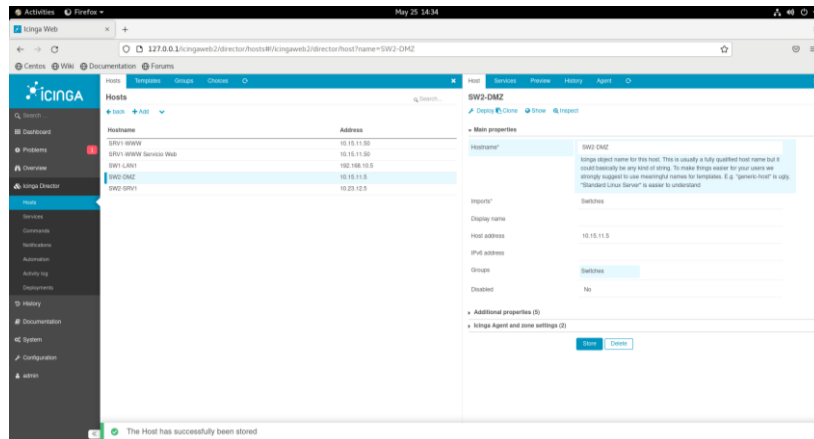 Activities Firefox May 25 14:34
Icinga Web
127.0.0.1/icingaweb2/director/hosts#!/icingaweb2/director/host?name=SW2-DMZ
Centos Wiki Documentation Forums
ICINGA
Search ...
Dashboard
Problems 1
Overview
Icinga Director
Hosts
Services
Commands
Notifications
Automation
Activity log
Deployments
History
Documentation
System
Configuration
admin
Hosts Templates Groups Choices
Hosts
Search...
back Add
Hostname Address
SRV1-WWW 10.15.11.50
SRV1-WWW Servicio Web 10.15.11.50
SW1-LAN1 192.168.10.5
SW2-DMZ 10.15.11.5
SW2-SRV1 10.23.12.5
Host Services Preview History Agent
SW2-DMZ
Deploy Clone Show Inspect
Main properties
Hostname* SW2-DMZ
Icinga object name for this host. This is usually a fully qualified host name but it
could basically be any kind of string. To make things easier for your users we
strongly suggest to use meaningful names for templates. E.g. "generic-host" is ugly,
"Standard Linux Server" is easier to understand
Imports* Switches
Display name
Host address 10.15.11.5
IPv6 address
Groups Switches
Disabled No
Additional properties (5)
Icinga Agent and zone settings (2)
Store Delete
The Host has successfully been stored